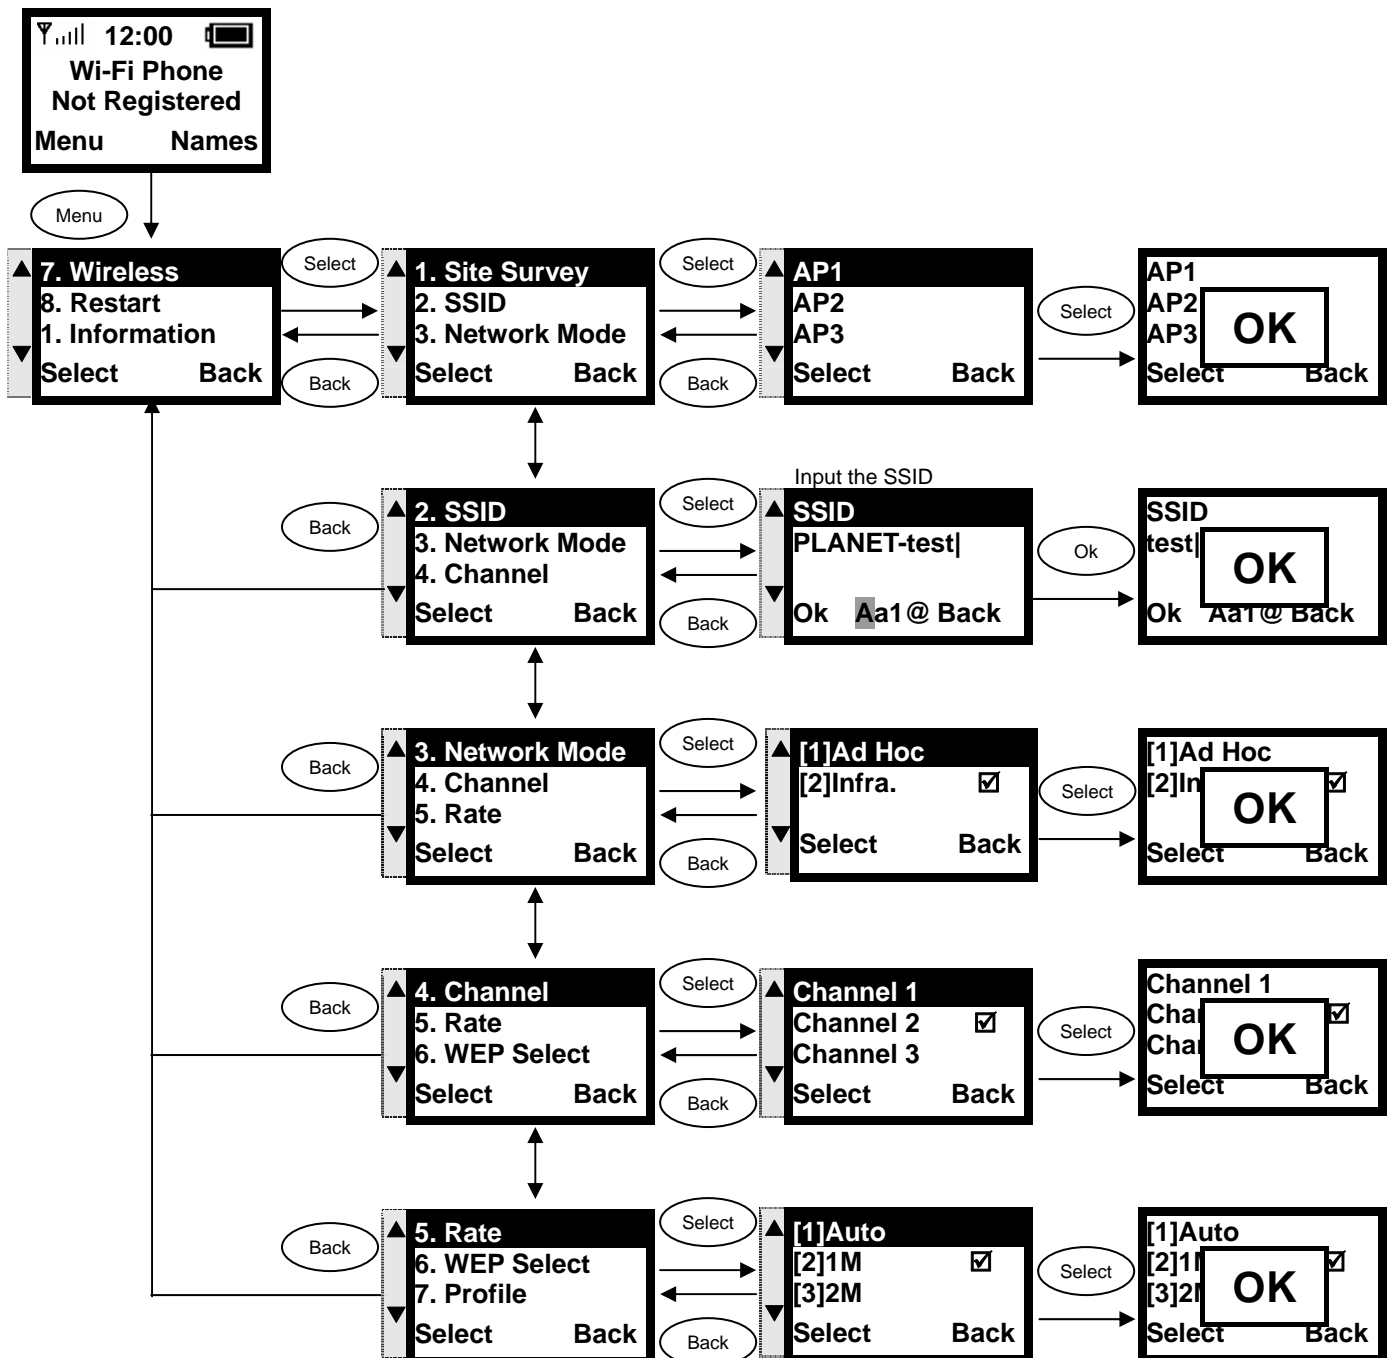 12:00
Wi-Fi Phone
Not Registered
Menu Names
Menu
7. Wireless
8. Restart
1. Information
Select Back
Select
Back
1. Site Survey
2. SSID
3. Network Mode
Select Back
Select
Back
AP1
AP2
AP3
Select Back
Select
AP1
AP2
AP3
OK
Select Back
Back
2. SSID
3. Network Mode
4. Channel
Select Back
Select
Back
Input the SSID
SSID
PLANET-test|
Ok Aa1@ Back
Ok
SSID
test|
OK
Ok Aa1@ Back
Back
3. Network Mode
4. Channel
5. Rate
Select Back
Select
Back
[1]Ad Hoc
[2]Infra. ☑
Select Back
Select
[1]Ad Hoc
[2]In ☑
OK
Select Back
Back
4. Channel
5. Rate
6. WEP Select
Select Back
Select
Back
Channel 1
Channel 2 ☑
Channel 3
Select Back
Select
Channel 1
Cha ☑
Cha
OK
Select Back
Back
5. Rate
6. WEP Select
7. Profile
Select Back
Select
Back
[1]Auto
[2]1M ☑
[3]2M
Select Back
Select
[1]Auto
[2]1 ☑
[3]2
OK
Select Back